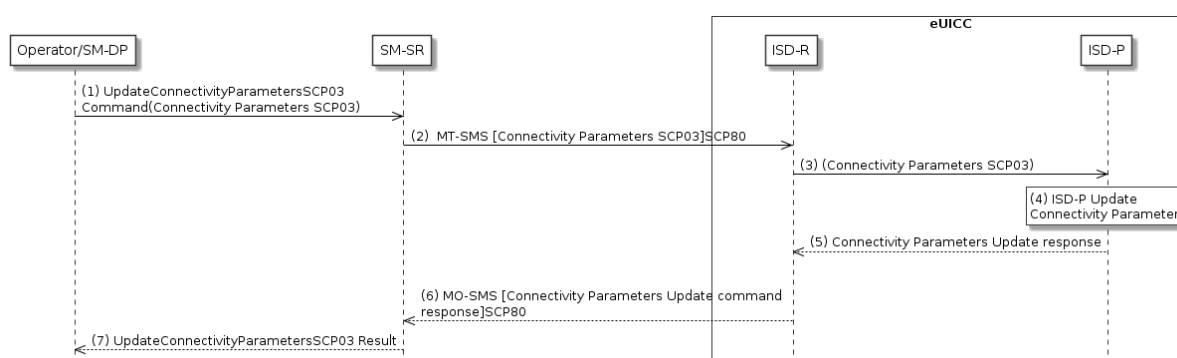 eUICC
Operator/SM-DP
SM-SR
ISD-R
ISD-P
(1) UpdateConnectivityParametersSCP03
Command(Connectivity Parameters SCP03)
(2) MT-SMS [Connectivity Parameters SCP03]SCP80
(3) (Connectivity Parameters SCP03)
(4) ISD-P Update
Connectivity Parameter
(5) Connectivity Parameters Update response
(6) MO-SMS [Connectivity Parameters Update command
response]SCP80
(7) UpdateConnectivityParametersSCP03 Result